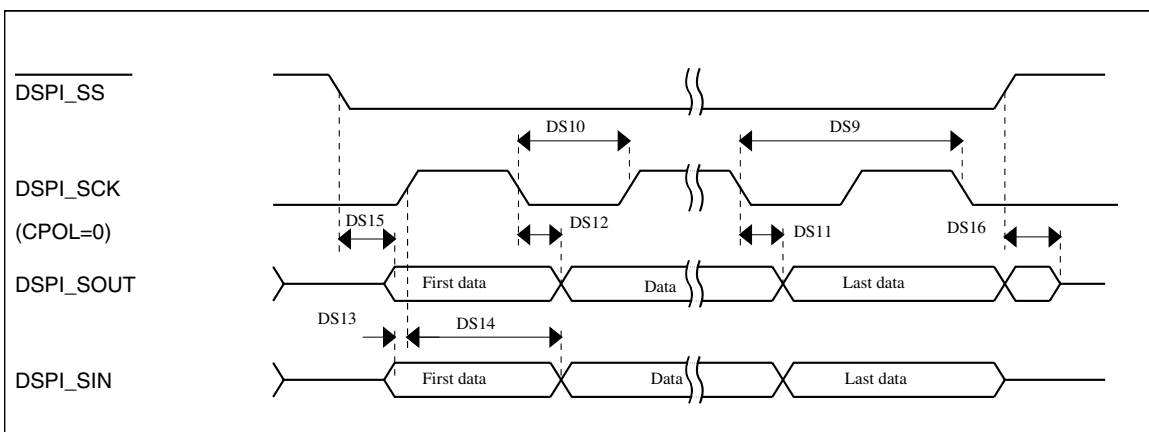 DSPI_SS
DS10
DS9
DSPI_SCK
(CPOL=0)
DS15
DS12
DS11
DS16
DSPI_SOUT
First data
Data
Last data
DS13
DS14
DSPI_SIN
First data
Data
Last data